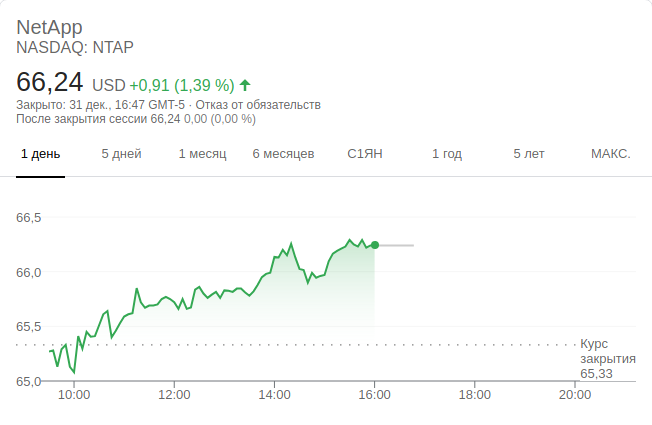 NetApp
NASDAQ: NTAP
66,24 USD +0,91 (1,39 %)
Закрыто: 31 дек., 16:47 GMT-5 · Отказ от обязательств
После закрытия сессии 66,24 0,00 (0,00 %)
1 день 5 дней 1 месяц 6 месяцев С1ЯН 1 год 5 лет МАКС.
66,5
66,0
65,5
Курс
закрытия
65,33
65,0
10:00 12:00 14:00 16:00 18:00 20:00